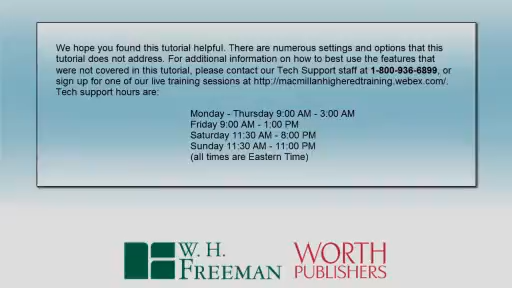 We hope you found this tutorial helpful. There are numerous settings and options that this
tutorial does not address. For additional information on how to best use the features that
were not covered in this tutorial, please contact our Tech Support staff at 1-800-936-6899, or
sign up for one of our live training sessions at http://macmillanhigheredtraining.webex.com/.
Tech support hours are:
Monday - Thursday 9:00 AM - 3:00 AM
Friday 9:00 AM - 1:00 PM
Saturday 11:30 AM - 8:00 PM
Sunday 11:30 AM - 11:00 PM
(all times are Eastern Time)
W. H.
FREEMAN
WORTH
PUBLISHERS